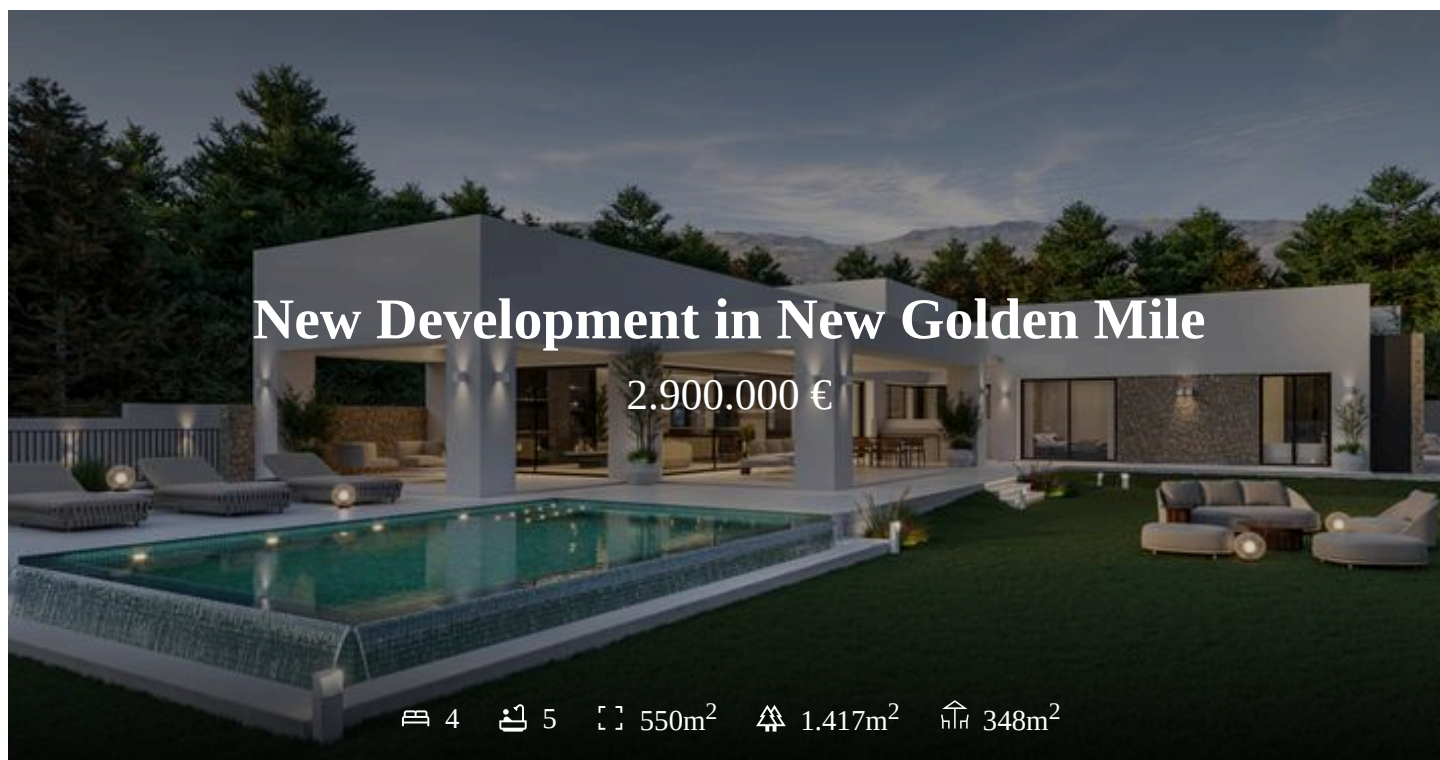 New Development in New Golden Mile
2.900.000 €
4 5 550m² 1.417m² 348m²